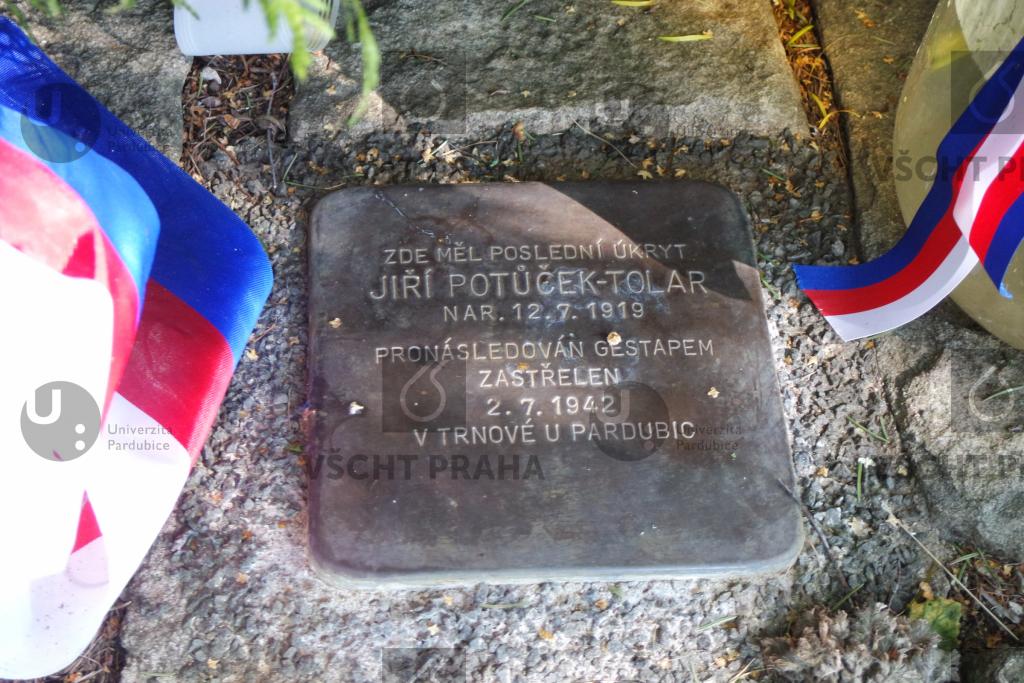 ZDE MĚL POSLEDNÍ ÚKRYT
JIŘÍ POTŮČEK-TOLAR
NAR. 12. 7. 1919
PRONÁSLEDOVÁN GESTAPEM
ZASTŘELEN
2. 7. 1942
V TRNOVÉ U PARDUBIC
Univerzita
Pardubice
VŠCHT PRAHA